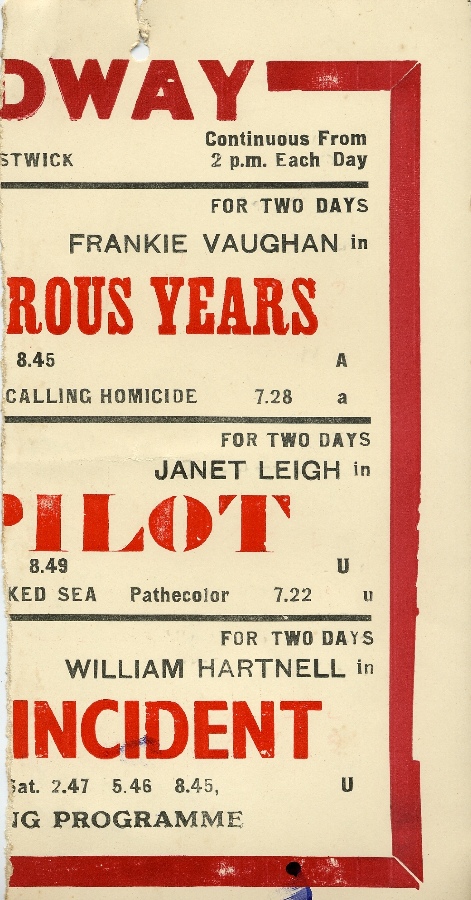 DWAY
Continuous From
STWICK 2 p.m. Each Day
FOR TWO DAYS
FRANKIE VAUGHAN in
ROUS YEARS
8.45 A
CALLING HOMICIDE 7.28 a
FOR TWO DAYS
JANET LEIGH in
PILOT
8.49 U
KED SEA Pathecolor 7.22 u
FOR TWO DAYS
WILLIAM HARTNELL in
INCIDENT
Sat. 2.47 5.46 8.45, U
NG PROGRAMME